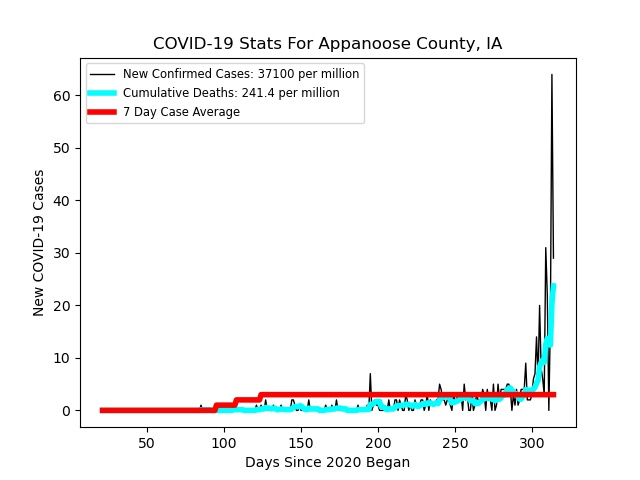 COVID-19 Stats For Appanoose County, IA
New Confirmed Cases: 37100 per million
Cumulative Deaths: 241.4 per million
7 Day Case Average
New COVID-19 Cases
60
50
40
30
20
10
0
50 100 150 200 250 300
Days Since 2020 Began